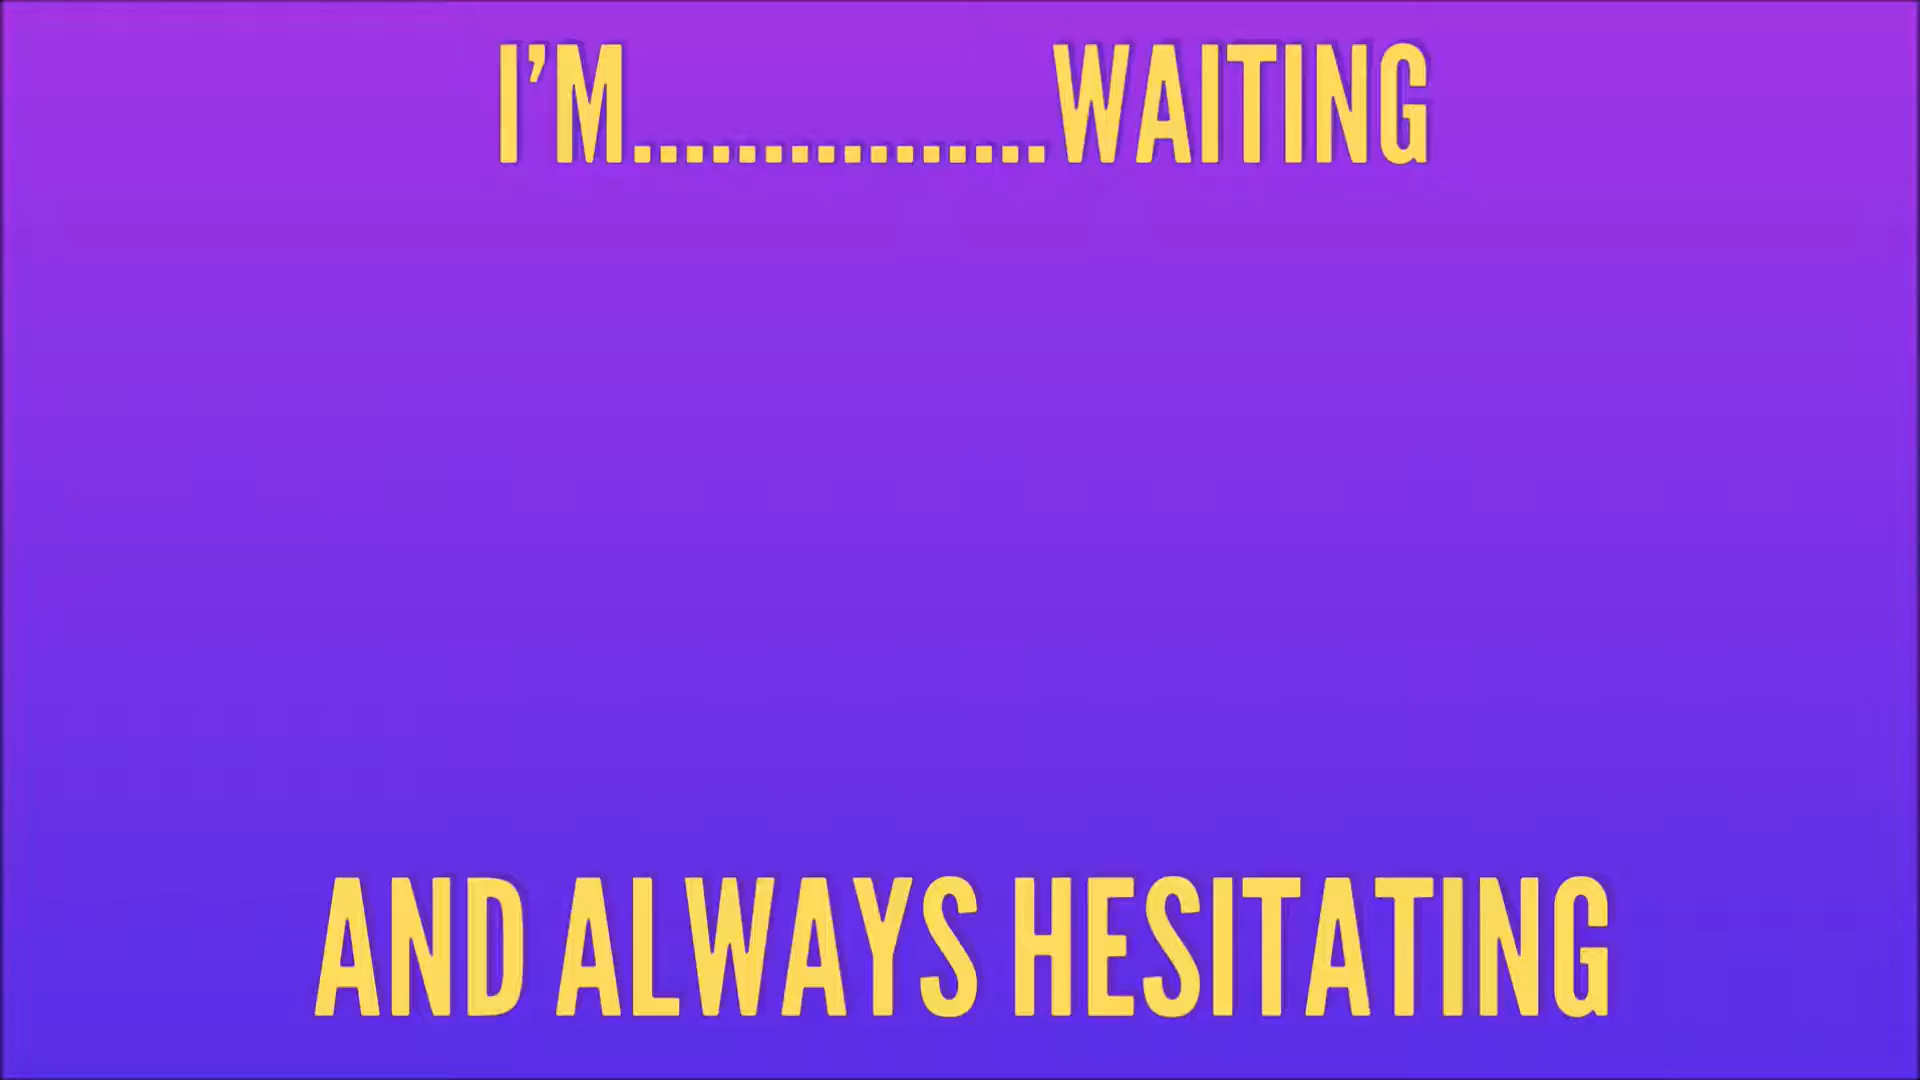 I’M................WAITING
AND ALWAYS HESITATING